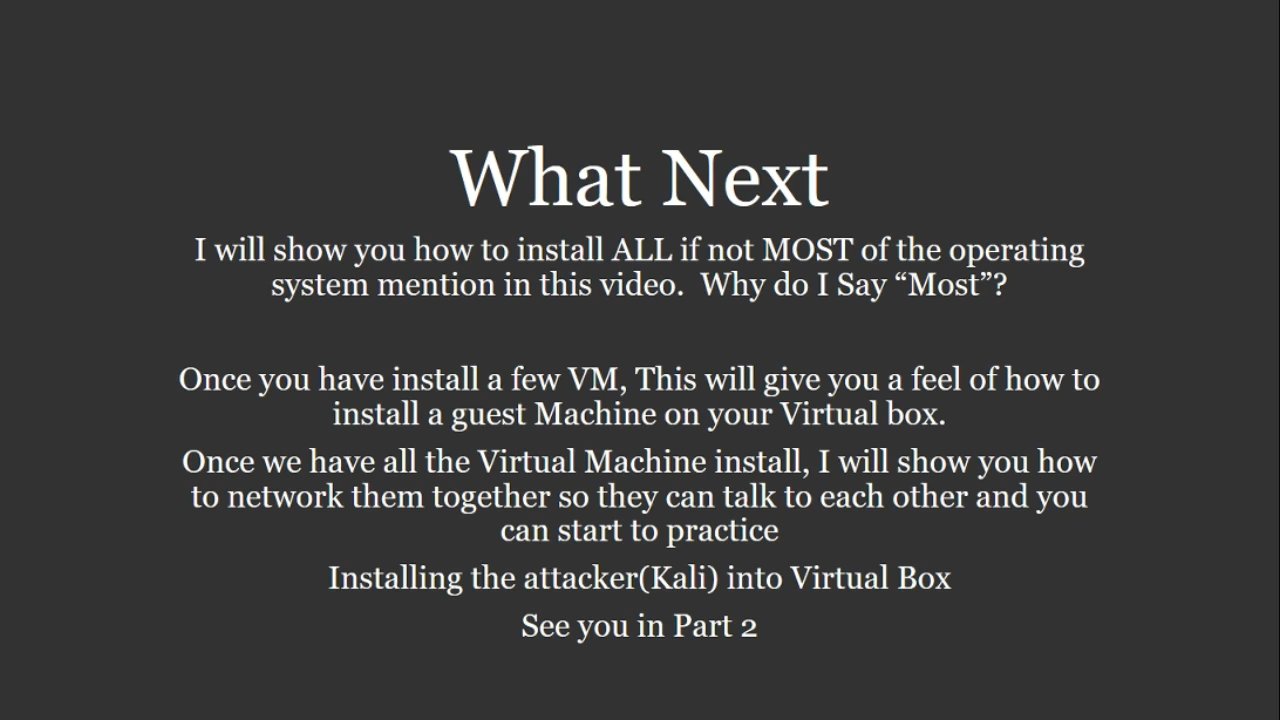 What Next
I will show you how to install ALL if not MOST of the operating
system mention in this video.  Why do I Say “Most”?
Once you have install a few VM, This will give you a feel of how to
install a guest Machine on your Virtual box.
Once we have all the Virtual Machine install, I will show you how
to network them together so they can talk to each other and you
can start to practice
Installing the attacker(Kali) into Virtual Box
See you in Part 2